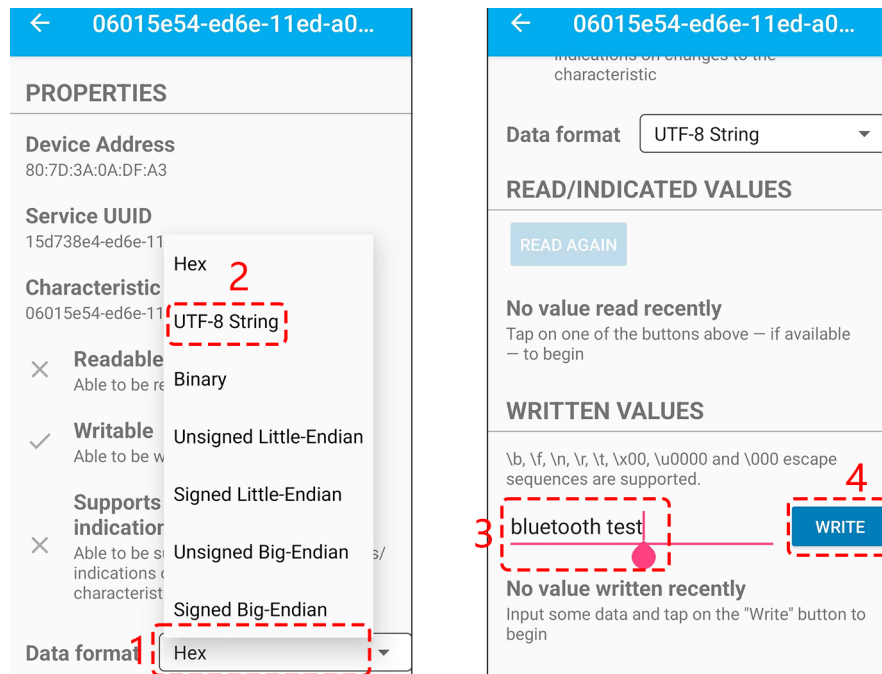 06015e54-ed6e-11ed-a0...
PROPERTIES
Device Address
80:7D:3A:0A:DF:A3
Service UUID
15d738e4-ed6e-11
Characteristic
06015e54-ed6e-11
Readable
Able to be re
Writable
Able to be w
Supports
indication
Able to be su
s/
indications o
characterist
Data format
1
Hex
2
Hex
UTF-8 String
Binary
Unsigned Little-Endian
Signed Little-Endian
Unsigned Big-Endian
Signed Big-Endian
06015e54-ed6e-11ed-a0...
indications on changes to the
characteristic
Data format
UTF-8 String
READ/INDICATED VALUES
READ AGAIN
No value read recently
Tap on one of the buttons above — if available
— to begin
WRITTEN VALUES
\b, \f, \n, \r, \t, \x00, \u0000 and \000 escape
sequences are supported.
3
bluetooth test
4
WRITE
No value written recently
Input some data and tap on the "Write" button to
begin